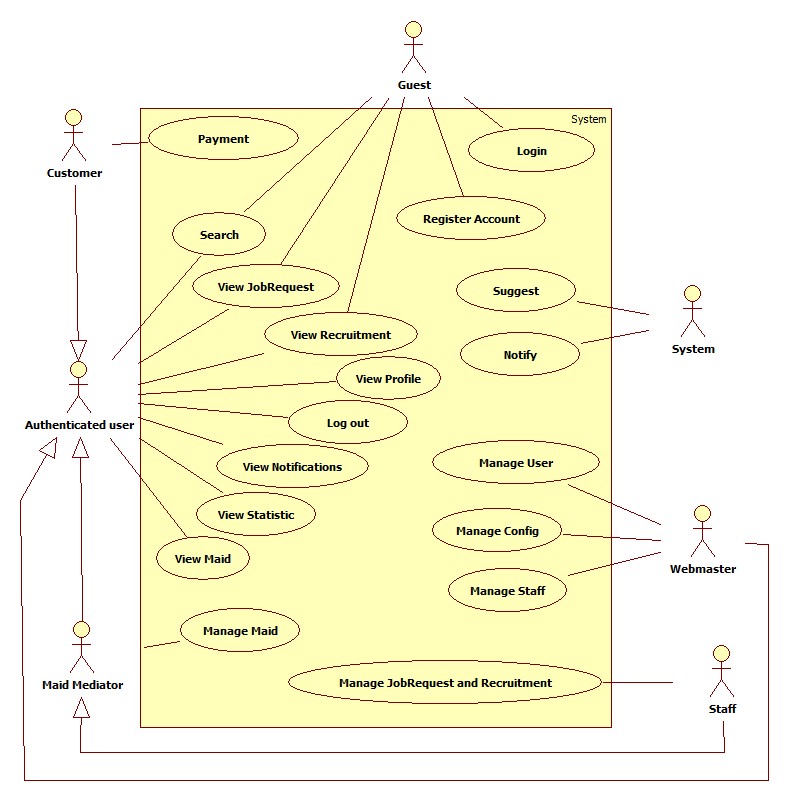 Guest
System
Payment
Login
Customer
Register Account
Search
View JobRequest
Suggest
View Recruitment
System
Notify
View Profile
Authenticated user
Log out
View Notifications
Manage User
View Statistic
Manage Config
View Maid
Webmaster
Manage Staff
Manage Maid
Maid Mediator
Manage JobRequest and Recruitment
Staff